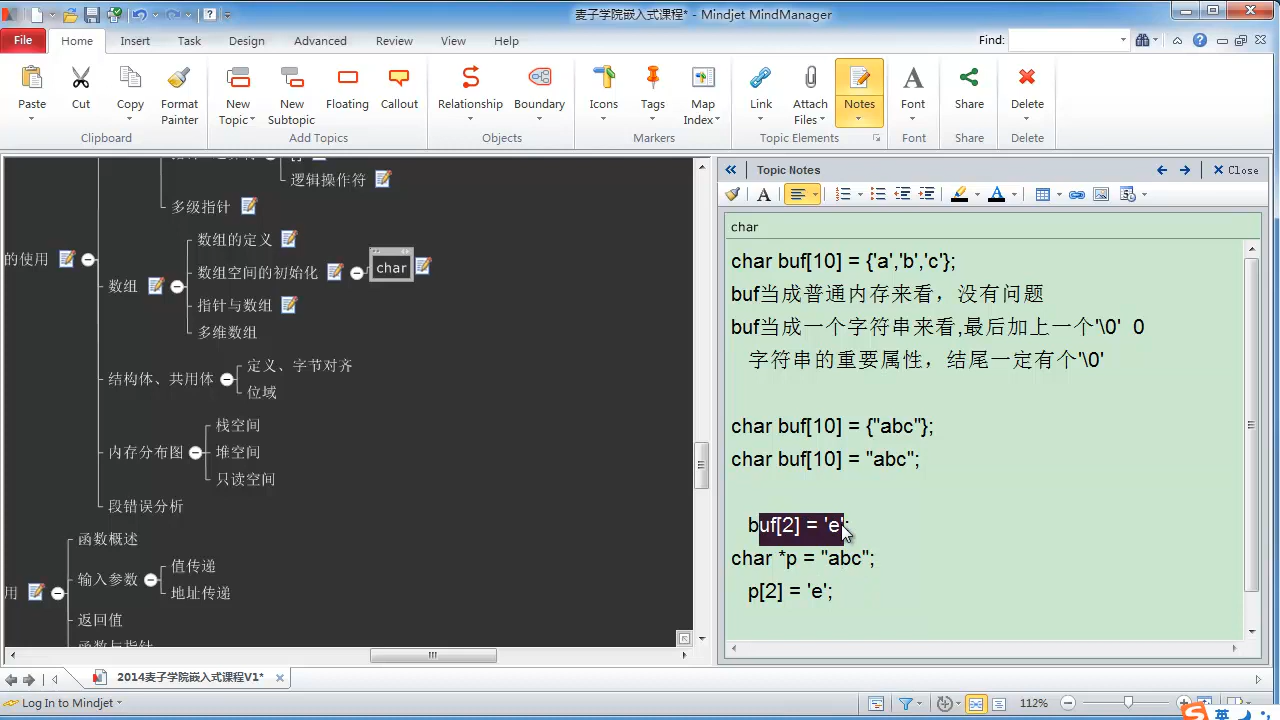 麦子学院嵌入式课程* - Mindjet MindManager
File Home Insert Task Design Advanced Review View Help Find:
Paste Cut Copy Format Painter New Topic New Subtopic Floating Callout Relationship Boundary Icons Tags Map Index Link Attach Files Notes Font Share Delete
Clipboard Add Topics Objects Markers Topic Elements Font Share Delete
逻辑操作符
多级指针
的使用
数组
数组的定义
数组空间的初始化
char
指针与数组
多维数组
结构体、共用体
定义、字节对齐
位域
内存分布图
栈空间
堆空间
只读空间
段错误分析
函数概述
用
输入参数
值传递
地址传递
返回值
函数与指针
Topic Notes Close
char
char buf[10] = {'a','b','c'};
buf当成普通内存来看，没有问题
buf当成一个字符串来看,最后加上一个'\0' 0
字符串的重要属性，结尾一定有个'\0'
char buf[10] = {"abc"};
char buf[10] = "abc";
buf[2] = 'e';
char *p = "abc";
p[2] = 'e';
2014麦子学院嵌入式课程V1*
Log In to Mindjet 112%
英